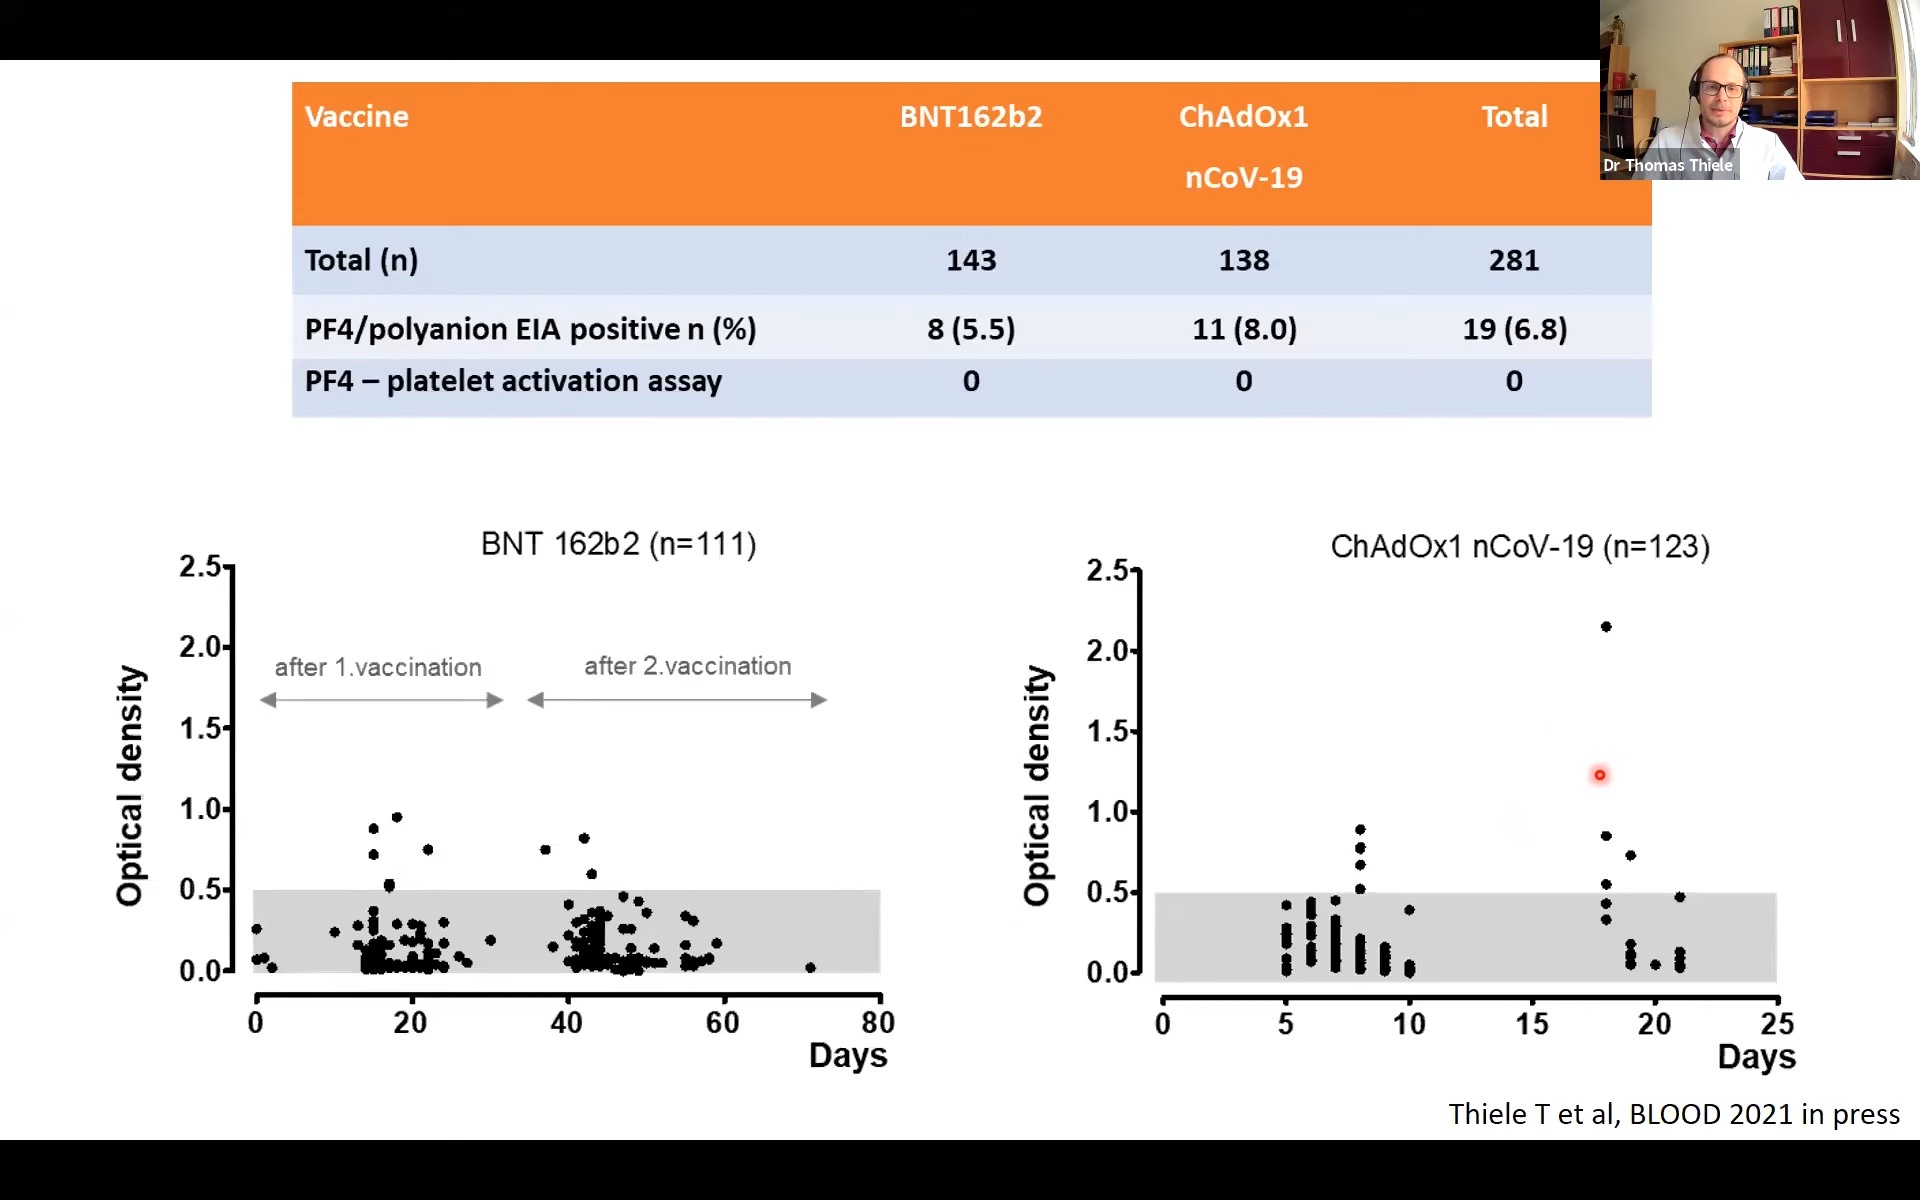 Vaccine BNT162b2 ChAdOx1 Total
nCoV-19
Total (n) 143 138 281
PF4/polyanion EIA positive n (%) 8 (5.5) 11 (8.0) 19 (6.8)
PF4 – platelet activation assay 0 0 0
Dr Thomas Thiele
BNT 162b2 (n=111)
2.5
2.0
1.5
1.0
0.5
0.0
Optical density
after 1.vaccination
after 2.vaccination
0 20 40 60 80
Days
ChAdOx1 nCoV-19 (n=123)
2.5
2.0
1.5
1.0
0.5
0.0
Optical density
0 5 10 15 20 25
Days
Thiele T et al, BLOOD 2021 in press